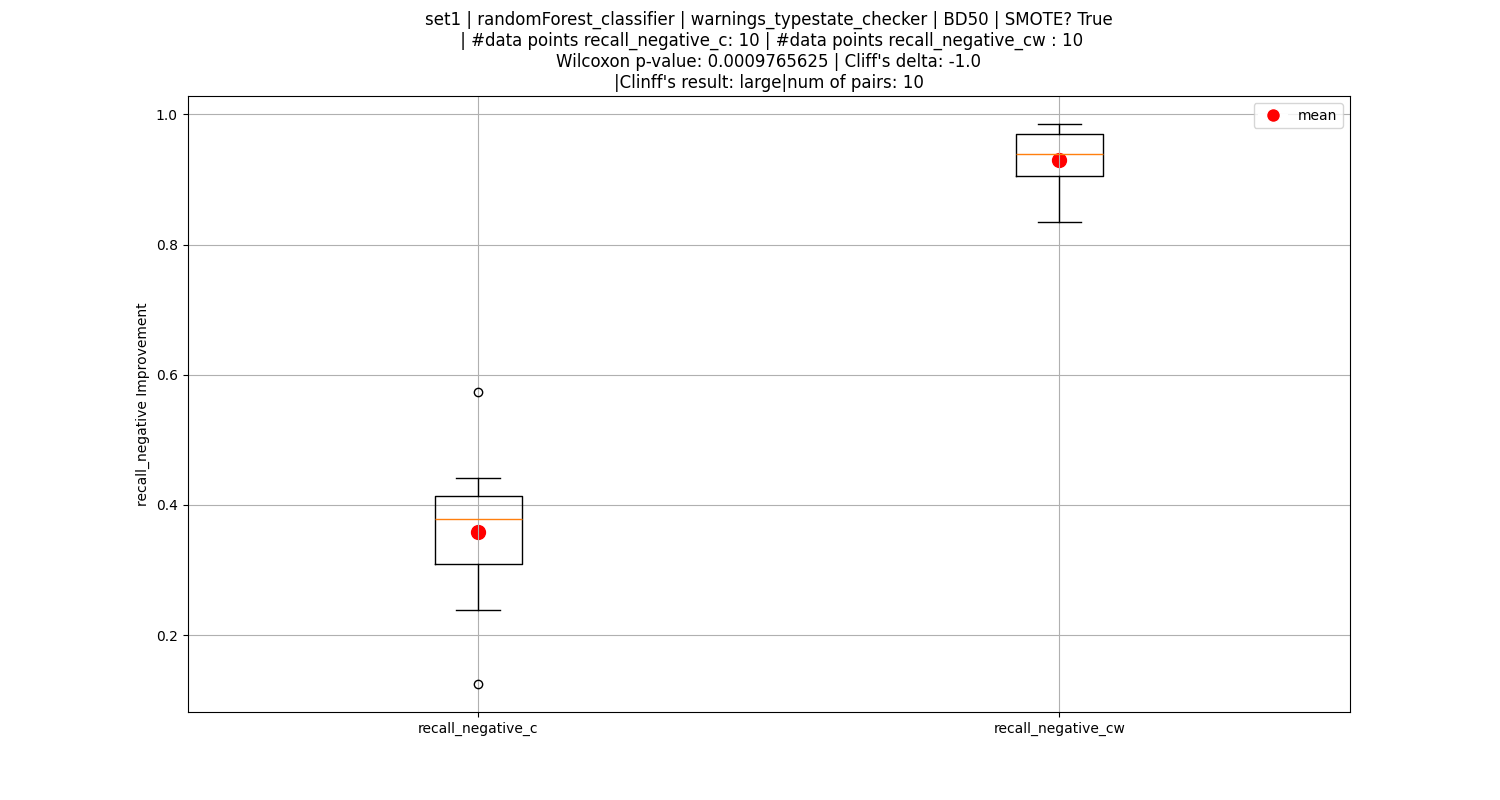 set1 | randomForest_classifier | warnings_typestate_checker | BD50 | SMOTE? True
| #data points recall_negative_c: 10 | #data points recall_negative_cw : 10
Wilcoxon p-value: 0.0009765625 | Cliff's delta: -1.0
|Clinff's result: large|num of pairs: 10
mean
1.0
0.8
0.6
0.4
0.2
recall_negative Improvement
recall_negative_c
recall_negative_cw